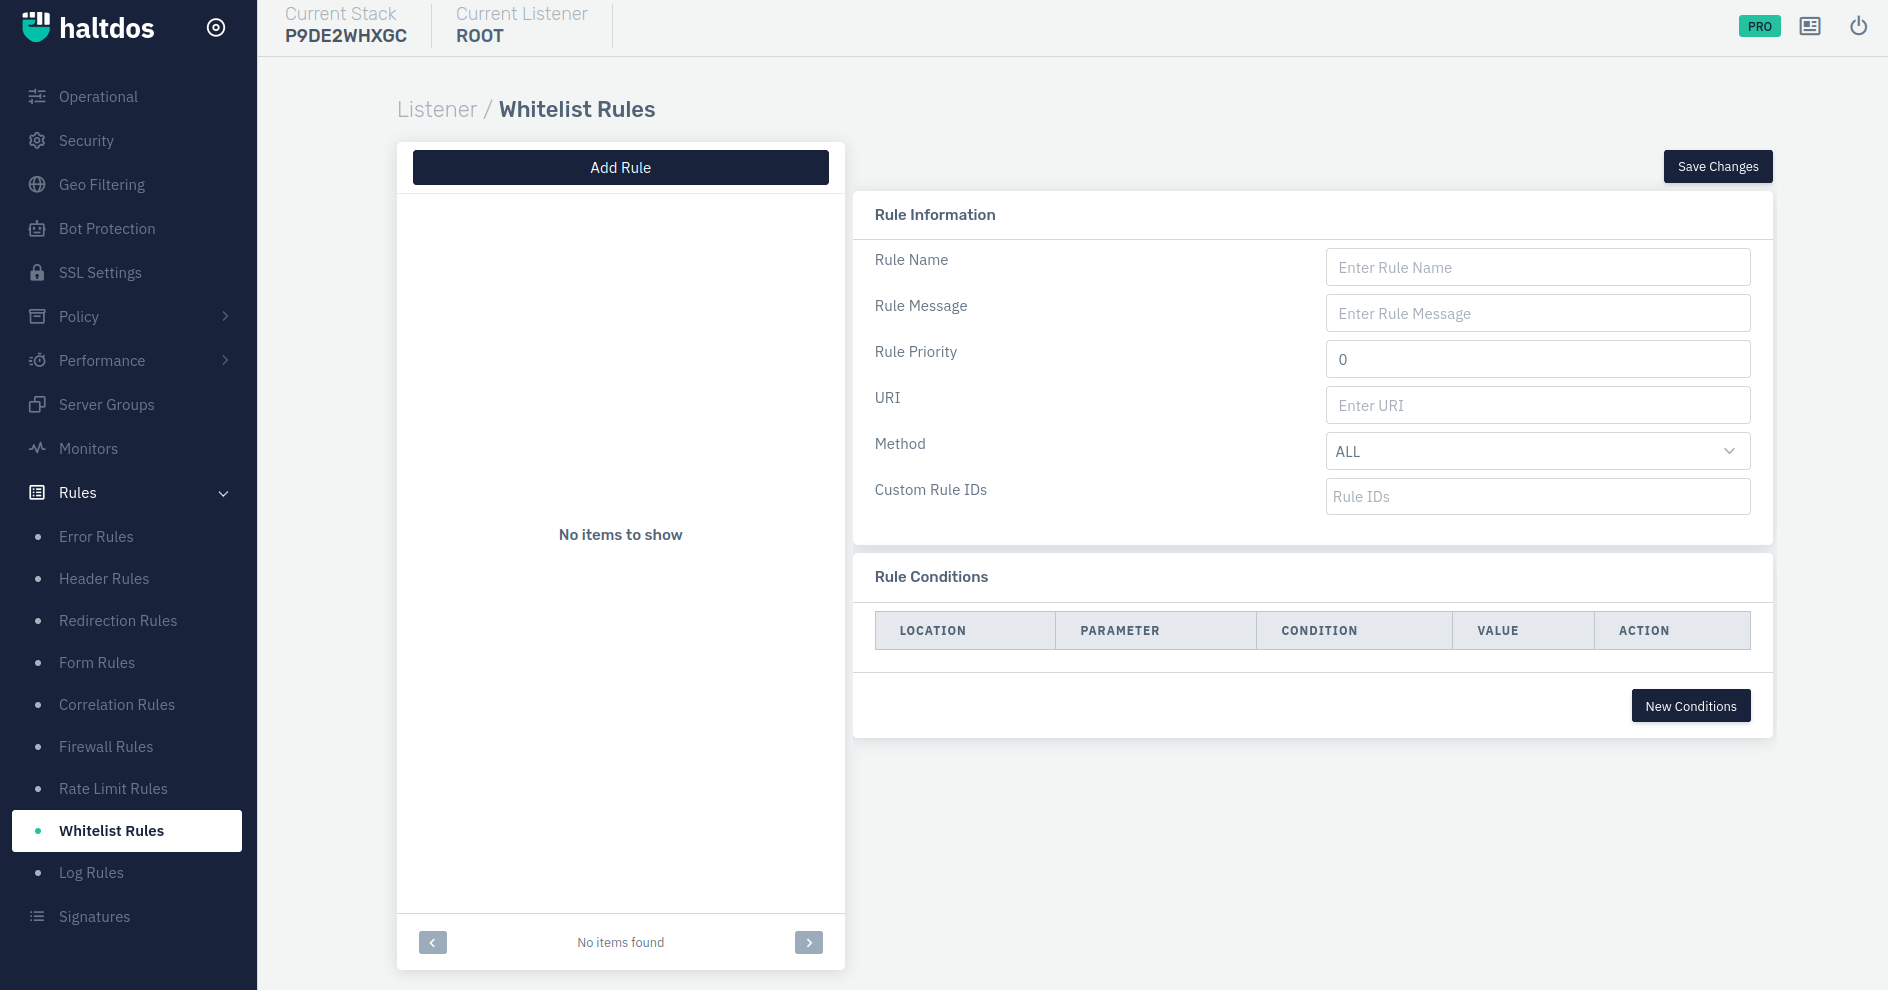 haltdos
Operational
Security
Geo Filtering
Bot Protection
SSL Settings
Policy
Performance
Server Groups
Monitors
Rules
Error Rules
Header Rules
Redirection Rules
Form Rules
Correlation Rules
Firewall Rules
Rate Limit Rules
Whitelist Rules
Log Rules
Signatures
Current Stack
P9DE2WHXGC
Current Listener
ROOT
PRO
Listener / Whitelist Rules
Add Rule
No items to show
No items found
Save Changes
Rule Information
Rule Name
Enter Rule Name
Rule Message
Enter Rule Message
Rule Priority
0
URI
Enter URI
Method
ALL
Custom Rule IDs
Rule IDs
Rule Conditions
LOCATION PARAMETER CONDITION VALUE ACTION
New Conditions